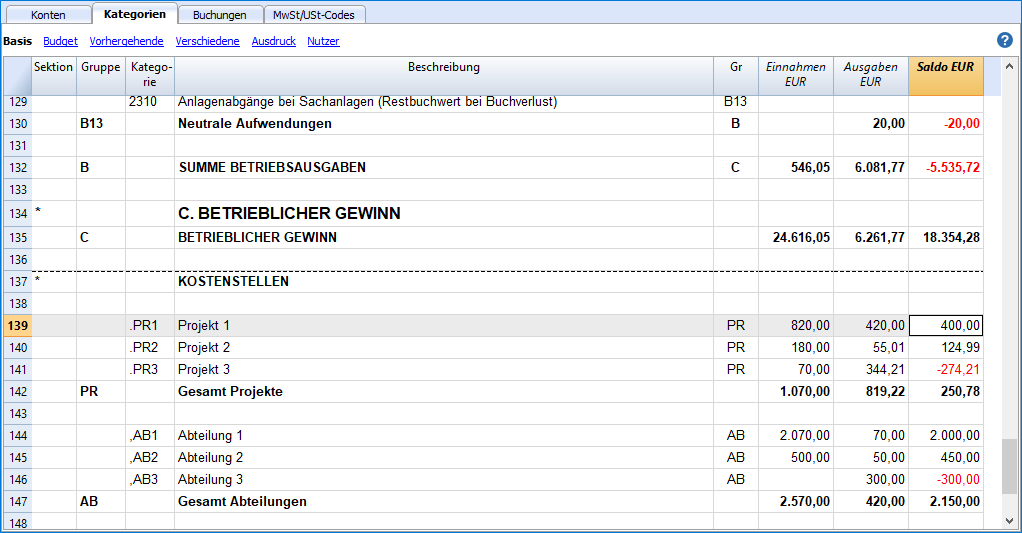 Konten Kategorien Buchungen MwSt/USt-Codes
Basis Budget Vorhergehende Verschiedene Ausdruck Nutzer ?
Sektion Gruppe Katego-rie Beschreibung Gr Einnahmen EUR Ausgaben EUR Saldo EUR
129 2310 Anlagenabgänge bei Sachanlagen (Restbuchwert bei Buchverlust) B13
130 B13 Neutrale Aufwendungen B 20,00 -20,00
131
132 B SUMME BETRIEBSAUSGABEN C 546,05 6.081,77 -5.535,72
133
134 * C. BETRIEBLICHER GEWINN
135 C BETRIEBLICHER GEWINN 24.616,05 6.261,77 18.354,28
136
137 * KOSTENSTELLEN
138
139 .PR1 Projekt 1 PR 820,00 420,00 400,00
140 .PR2 Projekt 2 PR 180,00 55,01 124,99
141 .PR3 Projekt 3 PR 70,00 344,21 -274,21
142 PR Gesamt Projekte 1.070,00 819,22 250,78
143
144 ,AB1 Abteilung 1 AB 2.070,00 70,00 2.000,00
145 ,AB2 Abteilung 2 AB 500,00 50,00 450,00
146 ,AB3 Abteilung 3 AB 300,00 -300,00
147 AB Gesamt Abteilungen 2.570,00 420,00 2.150,00
148